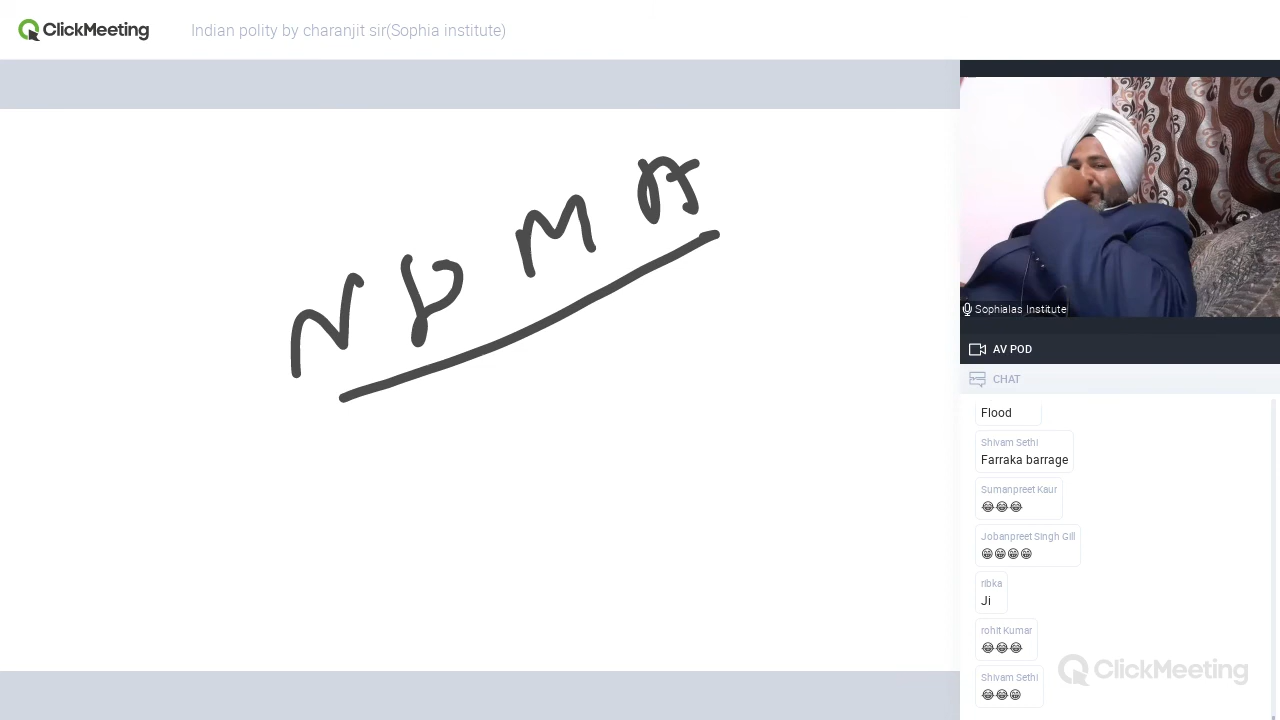 ClickMeeting
Indian polity by charanjit sir(Sophia institute)
NDMA
Sophialas Institute
AV POD
CHAT
Flood
Shivam Sethi
Farraka barrage
Sumanpreet Kaur
😂😂😂
Jobanpreet Singh Gill
😁😁😁😁
ribka
Ji
rohit Kumar
😂😂😂
Shivam Sethi
😂😂😁
ClickMeeting